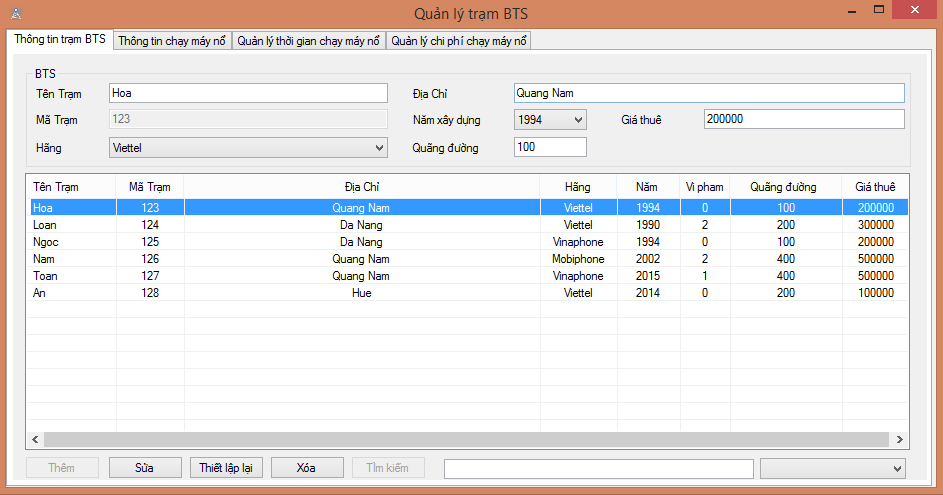 Quản lý trạm BTS
Thông tin trạm BTS Thông tin chạy máy nổ Quản lý thời gian chạy máy nổ Quản lý chi phí chạy máy nổ
BTS
Tên Trạm Hoa Địa Chỉ Quang Nam
Mã Trạm 123 Năm xây dựng 1994 Giá thuê 200000
Hãng Viettel Quãng đường 100
Tên Trạm Mã Trạm Địa Chỉ Hãng Năm Vi pham Quãng đường Giá thuê
Hoa 123 Quang Nam Viettel 1994 0 100 200000
Loan 124 Da Nang Viettel 1990 2 200 300000
Ngoc 125 Da Nang Vinaphone 1994 0 100 200000
Nam 126 Quang Nam Mobiphone 2002 2 400 500000
Toan 127 Quang Nam Vinaphone 2015 1 400 500000
An 128 Hue Viettel 2014 0 200 100000
Thêm Sửa Thiết lập lại Xóa Tìm kiếm